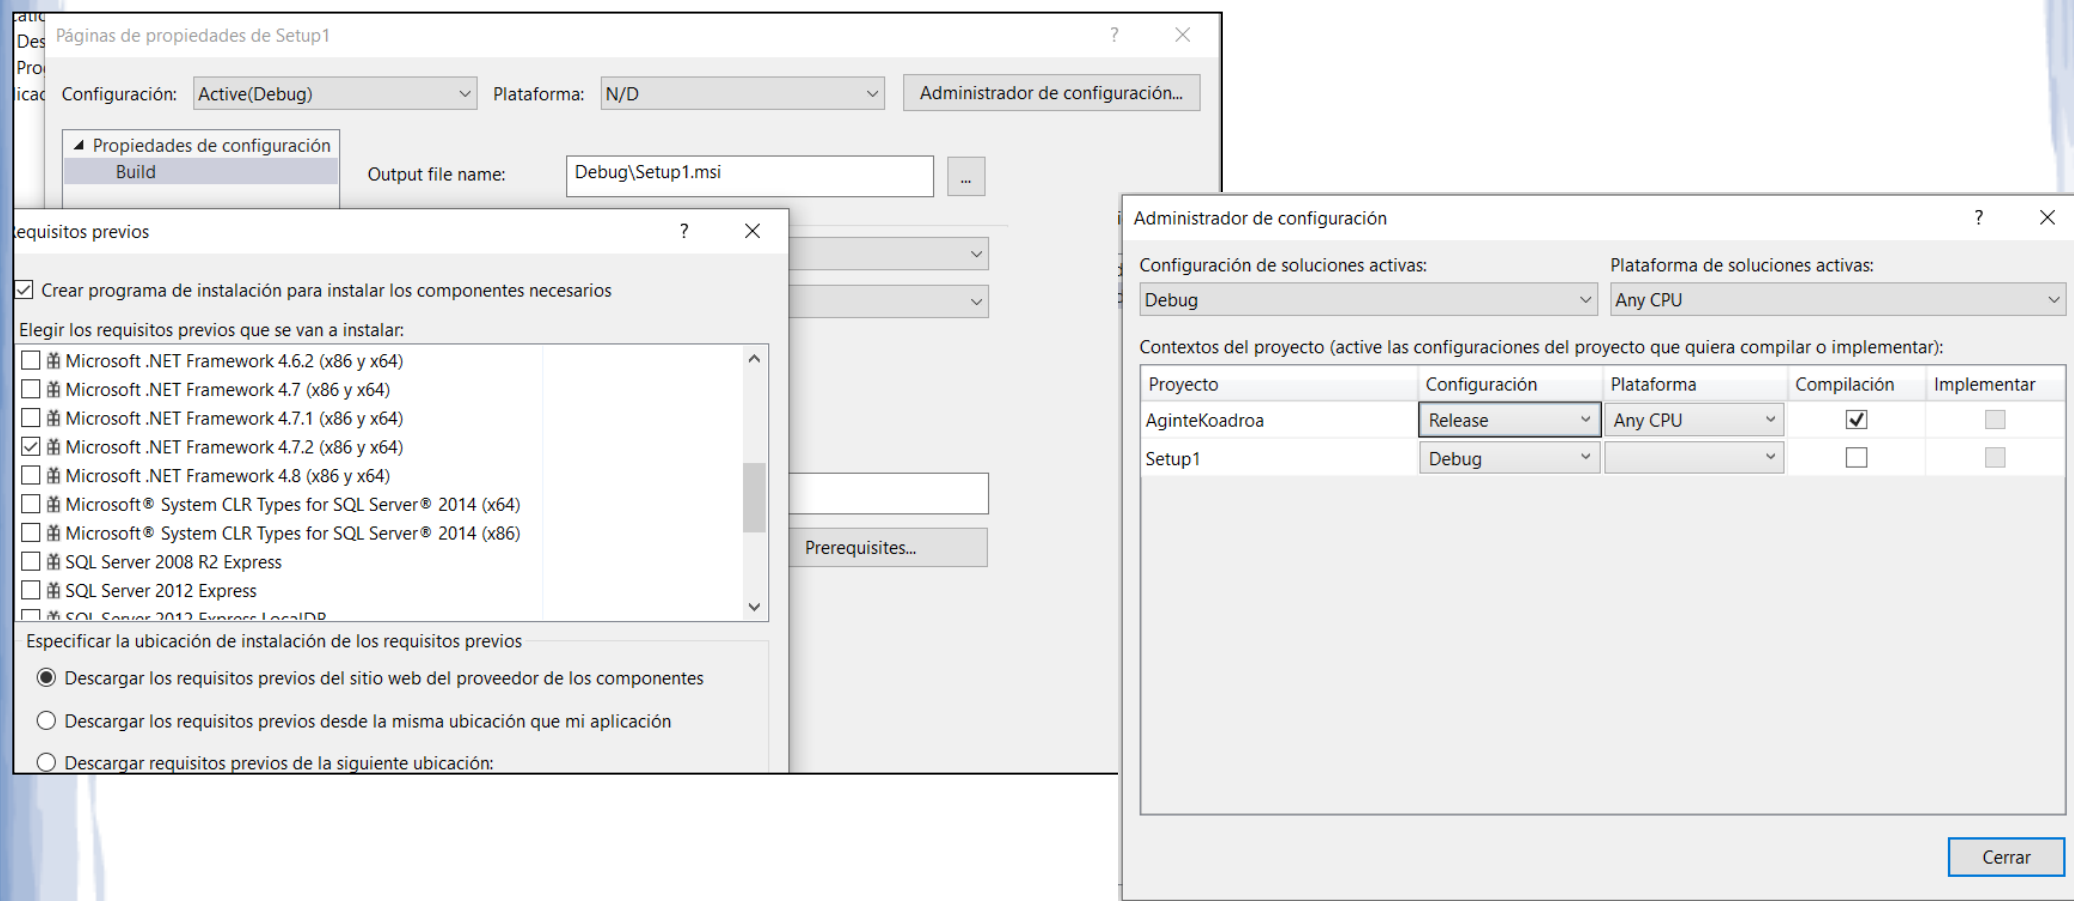 Des
Páginas de propiedades de Setup1
?
Configuración:
Active(Debug)
Plataforma:
N/D
Administrador de configuración...
Propiedades de configuración
Build
Output file name:
Debug\Setup1.msi
...
equisitos previos
?
Crear programa de instalación para instalar los componentes necesarios
Elegir los requisitos previos que se van a instalar:
Microsoft .NET Framework 4.6.2 (x86 y x64)
Microsoft .NET Framework 4.7 (x86 y x64)
Microsoft .NET Framework 4.7.1 (x86 y x64)
Microsoft .NET Framework 4.7.2 (x86 y x64)
Microsoft .NET Framework 4.8 (x86 y x64)
Microsoft® System CLR Types for SQL Server® 2014 (x64)
Microsoft® System CLR Types for SQL Server® 2014 (x86)
SQL Server 2008 R2 Express
SQL Server 2012 Express
SQL Server 2012 Express LocalDB
Prerequisites...
Especificar la ubicación de instalación de los requisitos previos
Descargar los requisitos previos del sitio web del proveedor de los componentes
Descargar los requisitos previos desde la misma ubicación que mi aplicación
Descargar requisitos previos de la siguiente ubicación:
Administrador de configuración
?
Configuración de soluciones activas:
Plataforma de soluciones activas:
Debug
Any CPU
Contextos del proyecto (active las configuraciones del proyecto que quiera compilar o implementar):
Proyecto Configuración Plataforma Compilación Implementar
AginteKoadroa Release Any CPU
Setup1 Debug
Cerrar